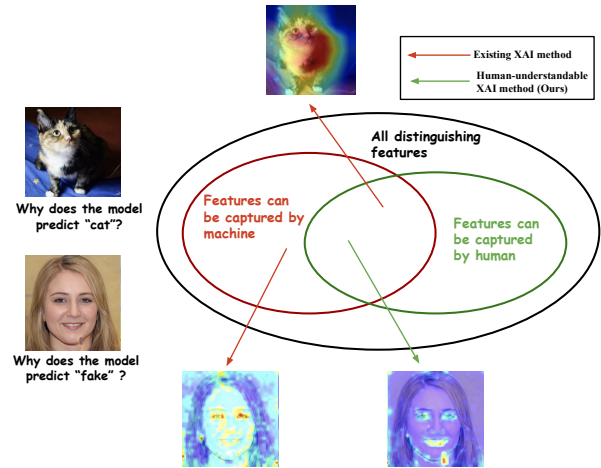 Existing XAI method
Human-understandable
XAI method (Ours)
All distinguishing
features
Features can
be captured by
machine
Features can
be captured
by human
Why does the model
predict “cat”?
Why does the model
predict “fake” ?